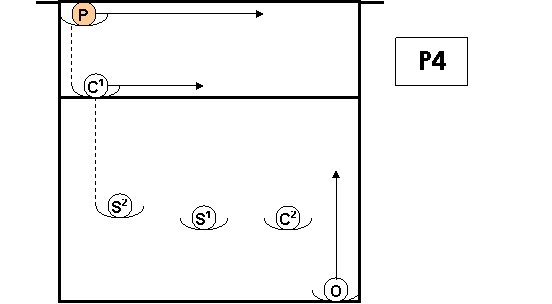 P
P4
C¹
S² S¹ C²
O